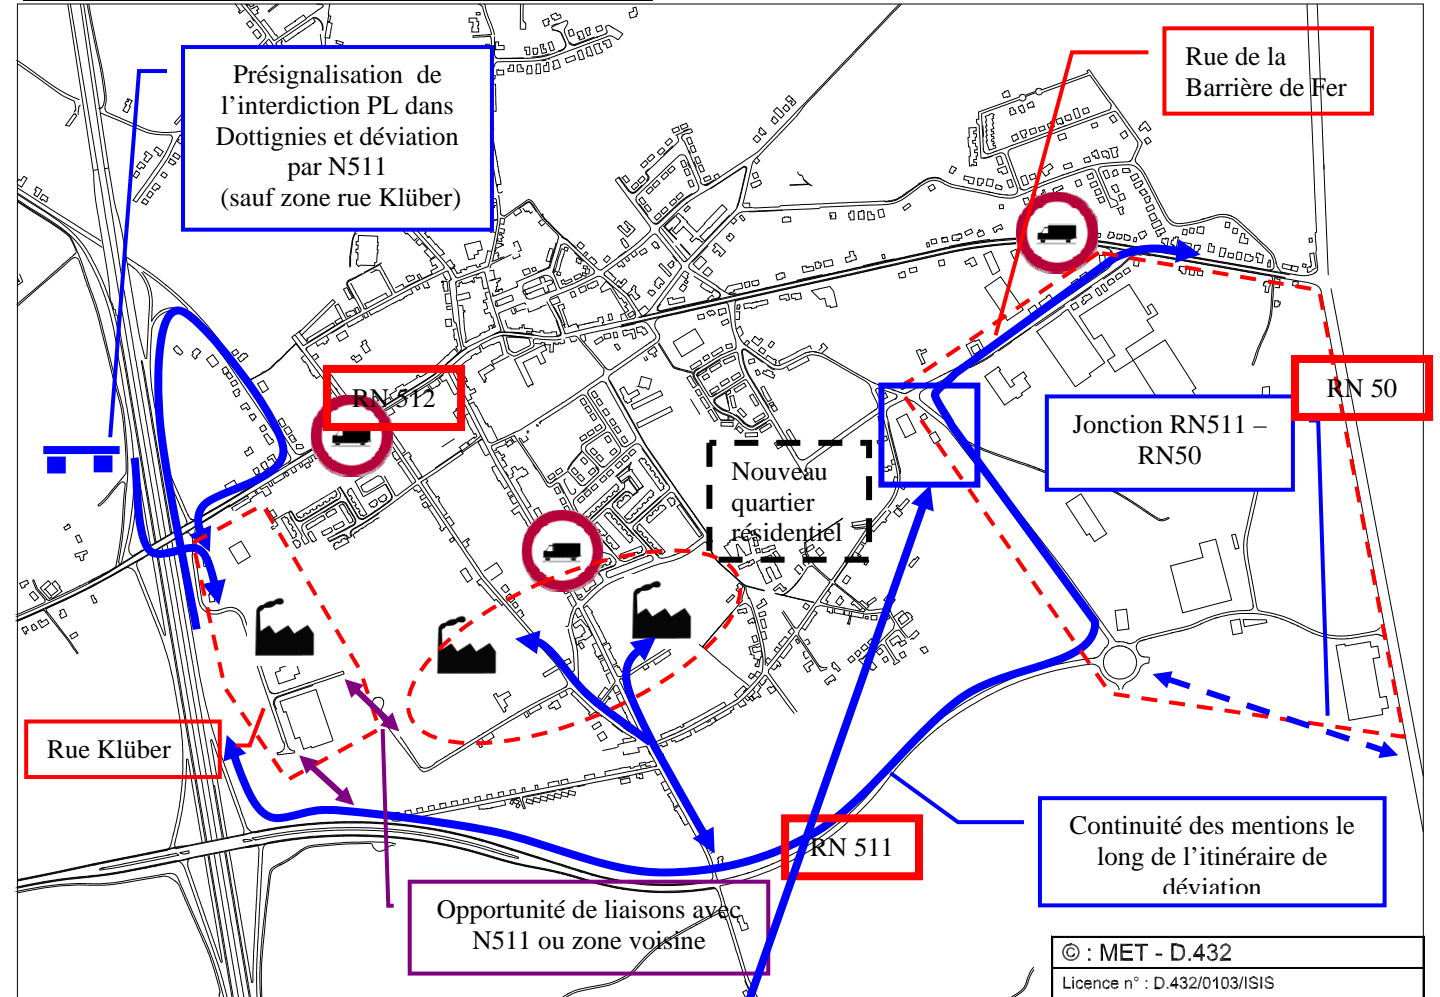 Présignalisation de
l'interdiction PL dans
Dottignies et déviation
par N511
(sauf zone rue Klüber)
Rue de la
Barrière de Fer
RN 512
RN 50
Jonction RN511 –
RN50
Nouveau
quartier
résidentiel
Rue Klüber
RN 511
Continuité des mentions le
long de l'itinéraire de
déviation
Opportunité de liaisons avec
N511 ou zone voisine
© : MET - D.432
Licence n° : D.432/0103/ISIS